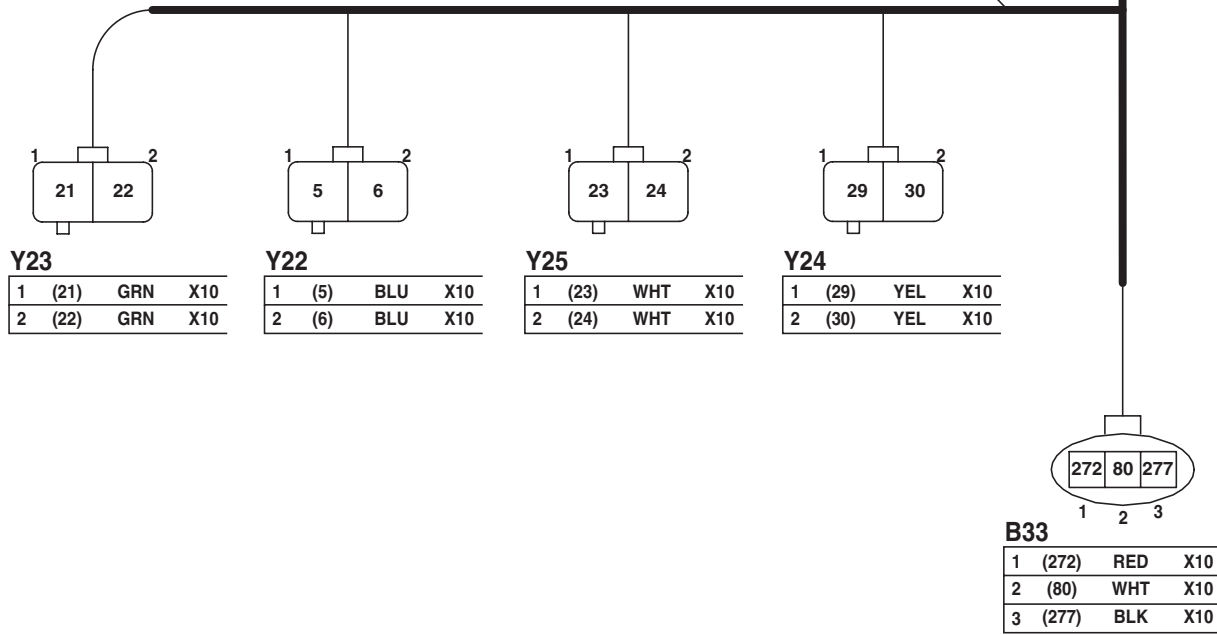 1 2
21 22
Y23
1 (21) GRN X10
2 (22) GRN X10
1 2
5 6
Y22
1 (5) BLU X10
2 (6) BLU X10
1 2
23 24
Y25
1 (23) WHT X10
2 (24) WHT X10
1 2
29 30
Y24
1 (29) YEL X10
2 (30) YEL X10
272 80 277
1 2 3
B33
1 (272) RED X10
2 (80) WHT X10
3 (277) BLK X10